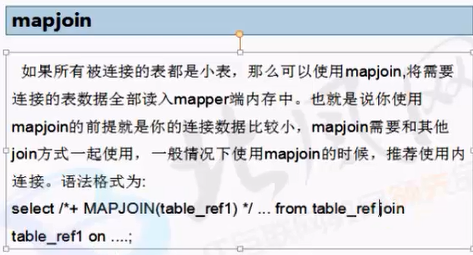 mapjoin
如果所有被连接的表都是小表，那么可以使用mapjoin,将需要
连接的表数据全部读入mapper端内存中。也就是说你使用
mapjoin的前提就是你的连接数据比较小，mapjoin需要和其他
join方式一起使用，一般情况下使用mapjoin的时候，推荐使用内
连接。语法格式为:
select /*+ MAPJOIN(table_ref1) */ ... from table_ref join
table_ref1 on ....;